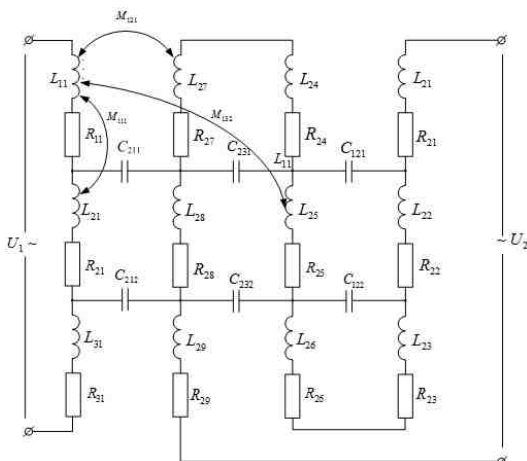 M₁₂₁
L₁₁ L₂₇ L₂₄ L₂₁
M₁₁₁ M₁₃₂
R₁₁ R₂₇ R₂₄ R₂₁
C₂₁₁ C₂₃₁ L₁₁ C₁₂₁
L₂₁ L₂₈ L₂₅ L₂₂
U₁ ~ ~ U₂
R₂₁ R₂₈ R₂₅ R₂₂
C₂₁₂ C₂₃₂ C₁₂₂
L₃₁ L₂₉ L₂₆ L₂₃
R₃₁ R₂₉ R₂₆ R₂₃